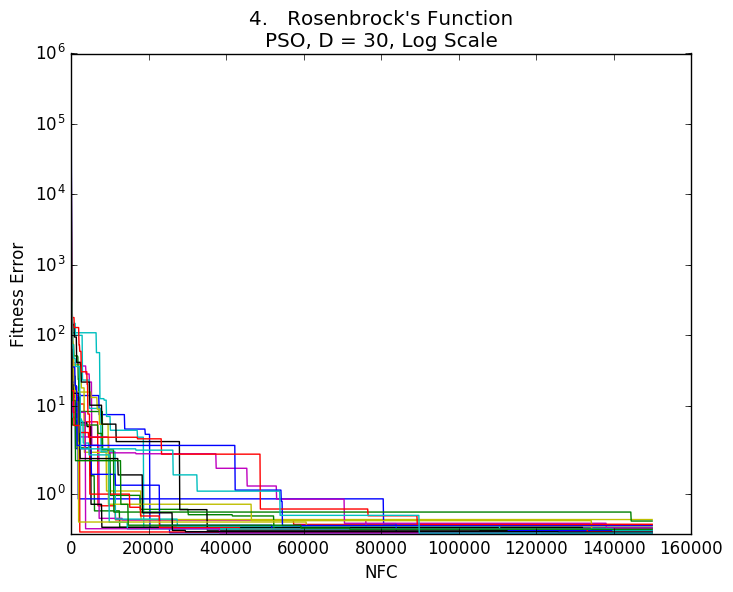 4.   Rosenbrock's Function
PSO, D = 30, Log Scale
10^6
10^5
10^4
10^3
10^2
10^1
10^0
Fitness Error
0 20000 40000 60000 80000 100000 120000 140000 160000
NFC